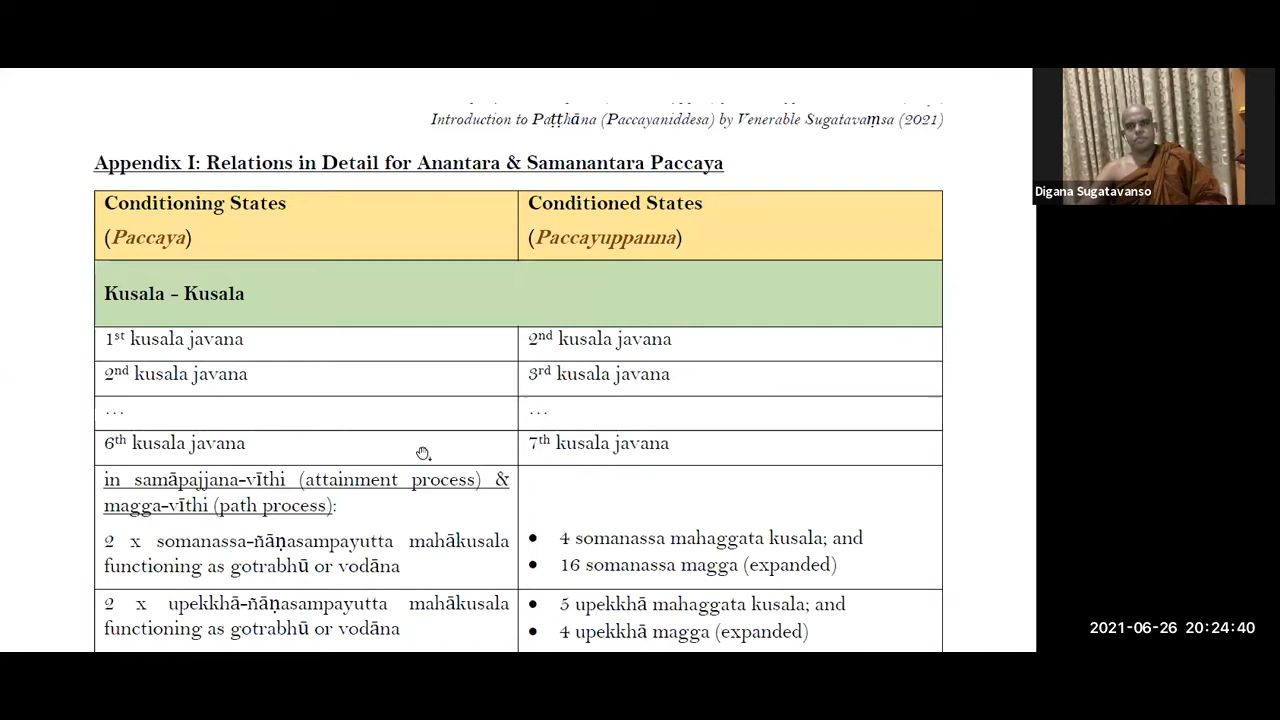 Introduction to Paṭṭhāna (Paccayaniddesa) by Venerable Sugatavaṃsa (2021)
Appendix I: Relations in Detail for Anantara & Samanantara Paccaya
Conditioning States
(Paccaya)
Conditioned States
(Paccayuppanna)
Kusala - Kusala
1st kusala javana
2nd kusala javana
2nd kusala javana
3rd kusala javana
...
...
6th kusala javana
7th kusala javana
in samāpajjana-vīthi (attainment process) &
magga-vīthi (path process):
2 x somanassa-ñāṇasampayutta mahākusala
functioning as gotrabhū or vodāna
• 4 somanassa mahaggata kusala; and
• 16 somanassa magga (expanded)
2 x upekkhā-ñāṇasampayutta mahākusala
functioning as gotrabhū or vodāna
• 5 upekkhā mahaggata kusala; and
• 4 upekkhā magga (expanded)
Digana Sugatavanso
2021-06-26 20:24:40